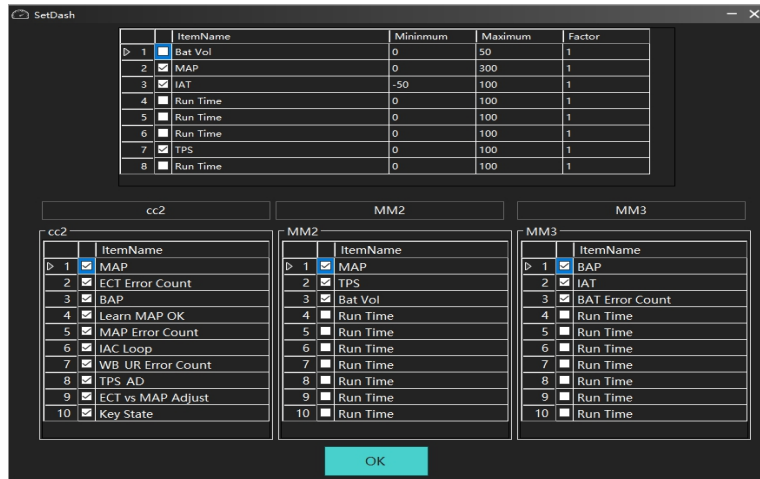 SetDash
ItemName Mininmum Maximum Factor
1 Bat Vol 0 50 1
2 MAP 0 300 1
3 IAT -50 100 1
4 Run Time 0 100 1
5 Run Time 0 100 1
6 Run Time 0 100 1
7 TPS 0 100 1
8 Run Time 0 100 1
cc2 MM2 MM3
cc2 MM2 MM3
ItemName ItemName ItemName
1 MAP 1 MAP 1 BAP
2 ECT Error Count 2 TPS 2 IAT
3 BAP 3 Bat Vol 3 BAT Error Count
4 Learn MAP OK 4 Run Time 4 Run Time
5 MAP Error Count 5 Run Time 5 Run Time
6 IAC Loop 6 Run Time 6 Run Time
7 WB UR Error Count 7 Run Time 7 Run Time
8 TPS AD 8 Run Time 8 Run Time
9 ECT vs MAP Adjust 9 Run Time 9 Run Time
10 Key State 10 Run Time 10 Run Time
OK